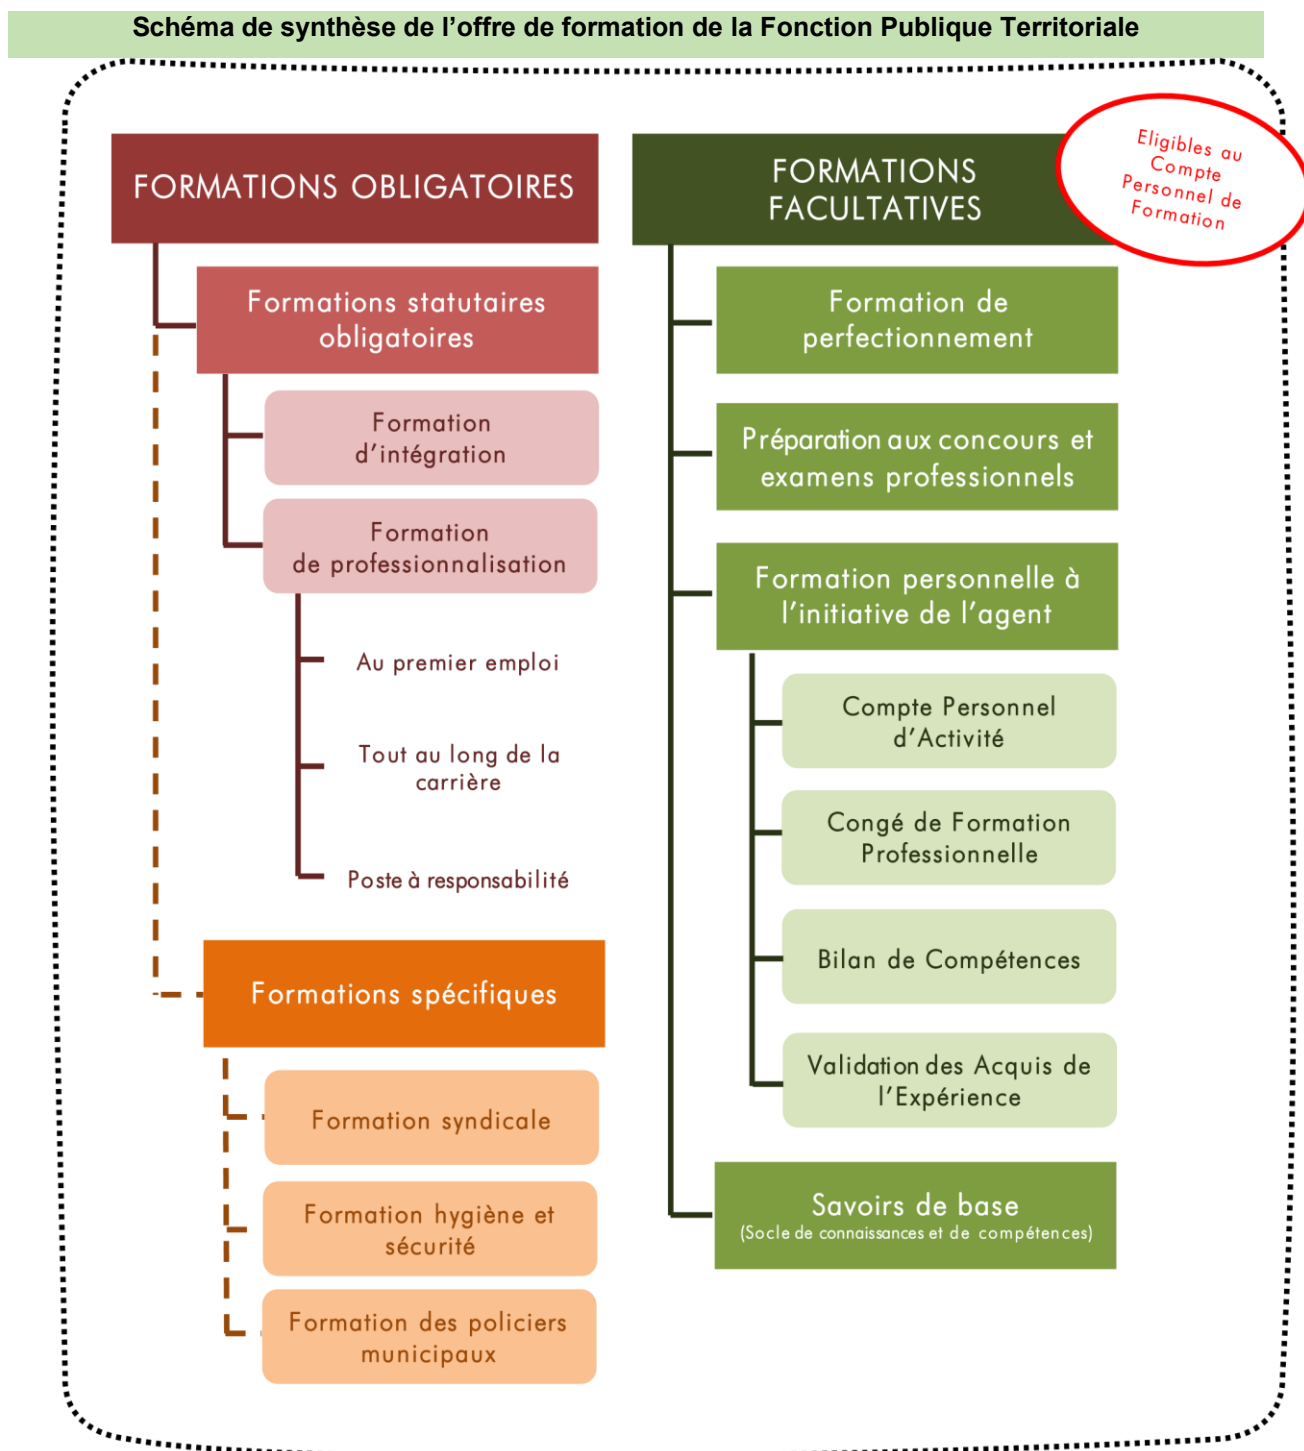 Schéma de synthèse de l’offre de formation de la Fonction Publique Territoriale
FORMATIONS OBLIGATOIRES
Formations statutaires
obligatoires
Formation
d’intégration
Formation
de professionnalisation
Au premier emploi
Tout au long de la
carrière
Poste à responsabilité
Formations spécifiques
Formation syndicale
Formation hygiène et
sécurité
Formation des policiers
municipaux
FORMATIONS
FACULTATIVES
Eligibles au
Compte
Personnel de
Formation
Formation de
perfectionnement
Préparation aux concours et
examens professionnels
Formation personnelle à
l’initiative de l’agent
Compte Personnel
d’Activité
Congé de Formation
Professionnelle
Bilan de Compétences
Validation des Acquis de
l’Expérience
Savoirs de base
(Socle de connaissances et de compétences)